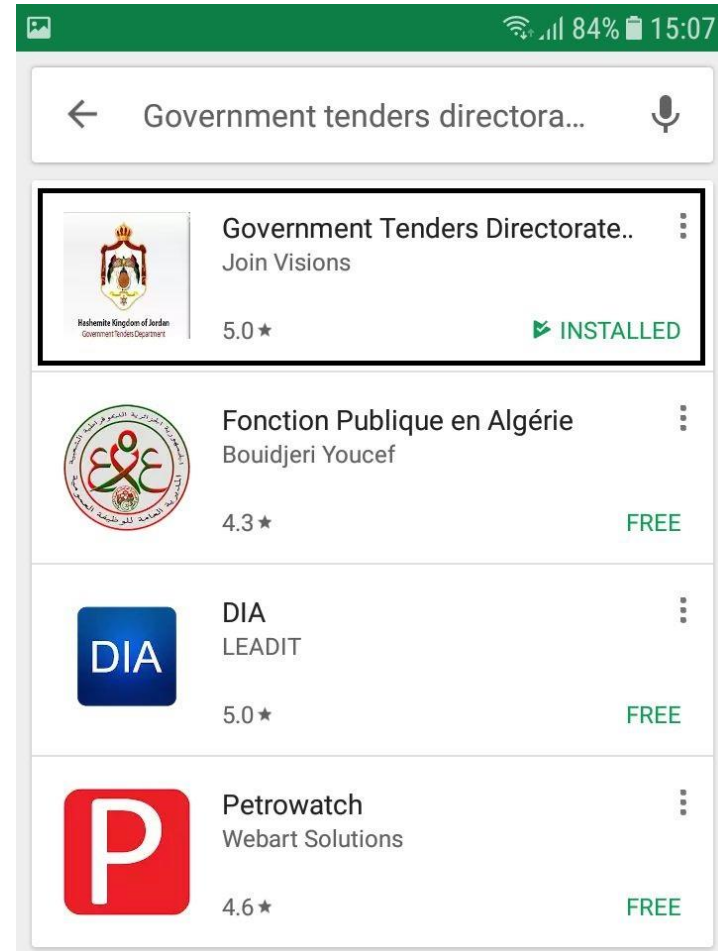 84% 15:07
Government tenders directora...
Government Tenders Directorate..
Join Visions
Hashemite Kingdom of Jordan
Government Tenders Department
5.0★
INSTALLED
Fonction Publique en Algérie
Bouidjeri Youcef
4.3★
FREE
DIA
DIA
LEADIT
5.0★
FREE
P
Petrowatch
Webart Solutions
4.6★
FREE